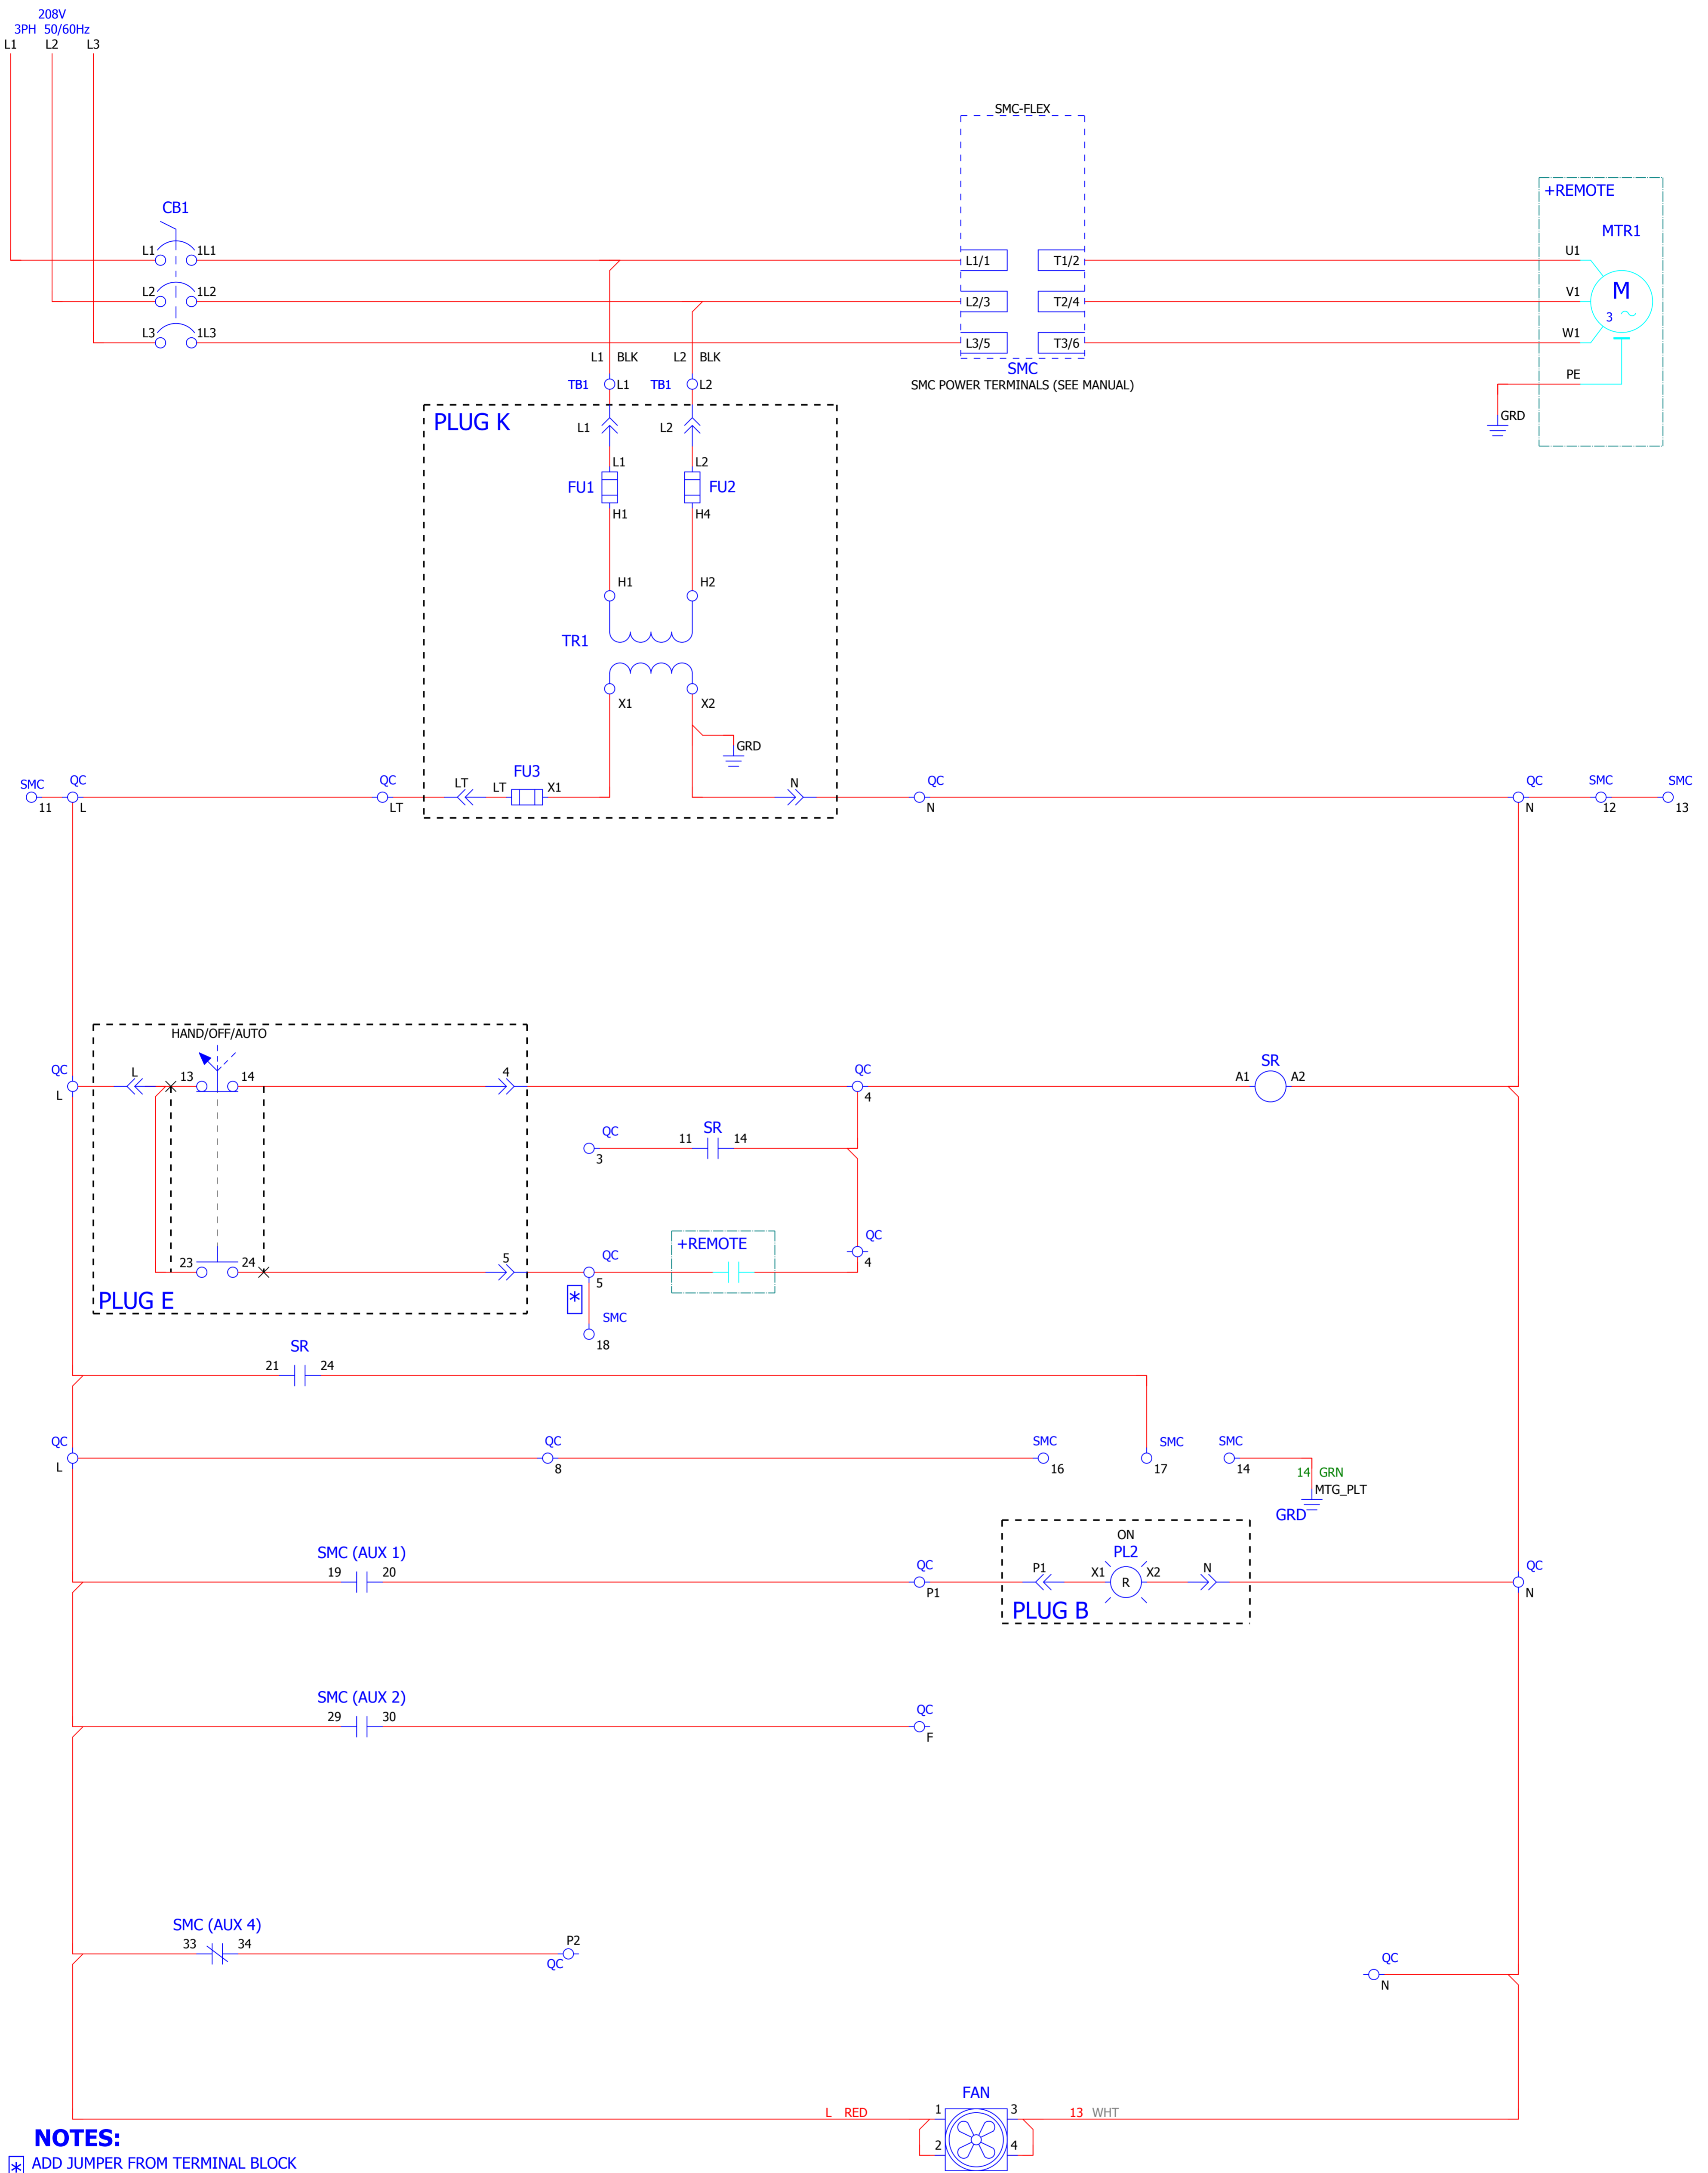 208V
3PH 50/60Hz
L1 L2 L3
SMC-FLEX
+REMOTE
CB1
MTR1
L1 1L1 L1/1 T1/2 U1
L2 1L2 L2/3 T2/4 V1
M
3
L3 1L3 L3/5 T3/6 W1
L1 BLK L2 BLK
SMC
PE
TB1 L1 TB1 L2
SMC POWER TERMINALS (SEE MANUAL)
GRD
PLUG K
L1 L2
L1 L2
FU1 FU2
H1 H4
H1 H2
TR1
X1 X2
GRD
FU3
SMC QC QC LT LT X1 N QC QC SMC SMC
11 L LT N N 12 13
HAND/OFF/AUTO
QC L 13 14 4 QC SR
A1 A2
L 4
QC 11 SR 14
3
+REMOTE
QC
23 24 5 QC 4
5
PLUG E
*
SMC
18
SR
21 24
QC QC SMC SMC SMC
L 8 16 17 14
14 GRN
MTG_PLT
GRD
ON
SMC (AUX 1) PL2
19 20 QC P1 X1 R X2 N QC
P1 N
PLUG B
SMC (AUX 2)
29 30 QC
F
SMC (AUX 4)
33 34 P2
QC
QC
N
FAN
L RED 1 3 13 WHT
2 4
NOTES:
* ADD JUMPER FROM TERMINAL BLOCK